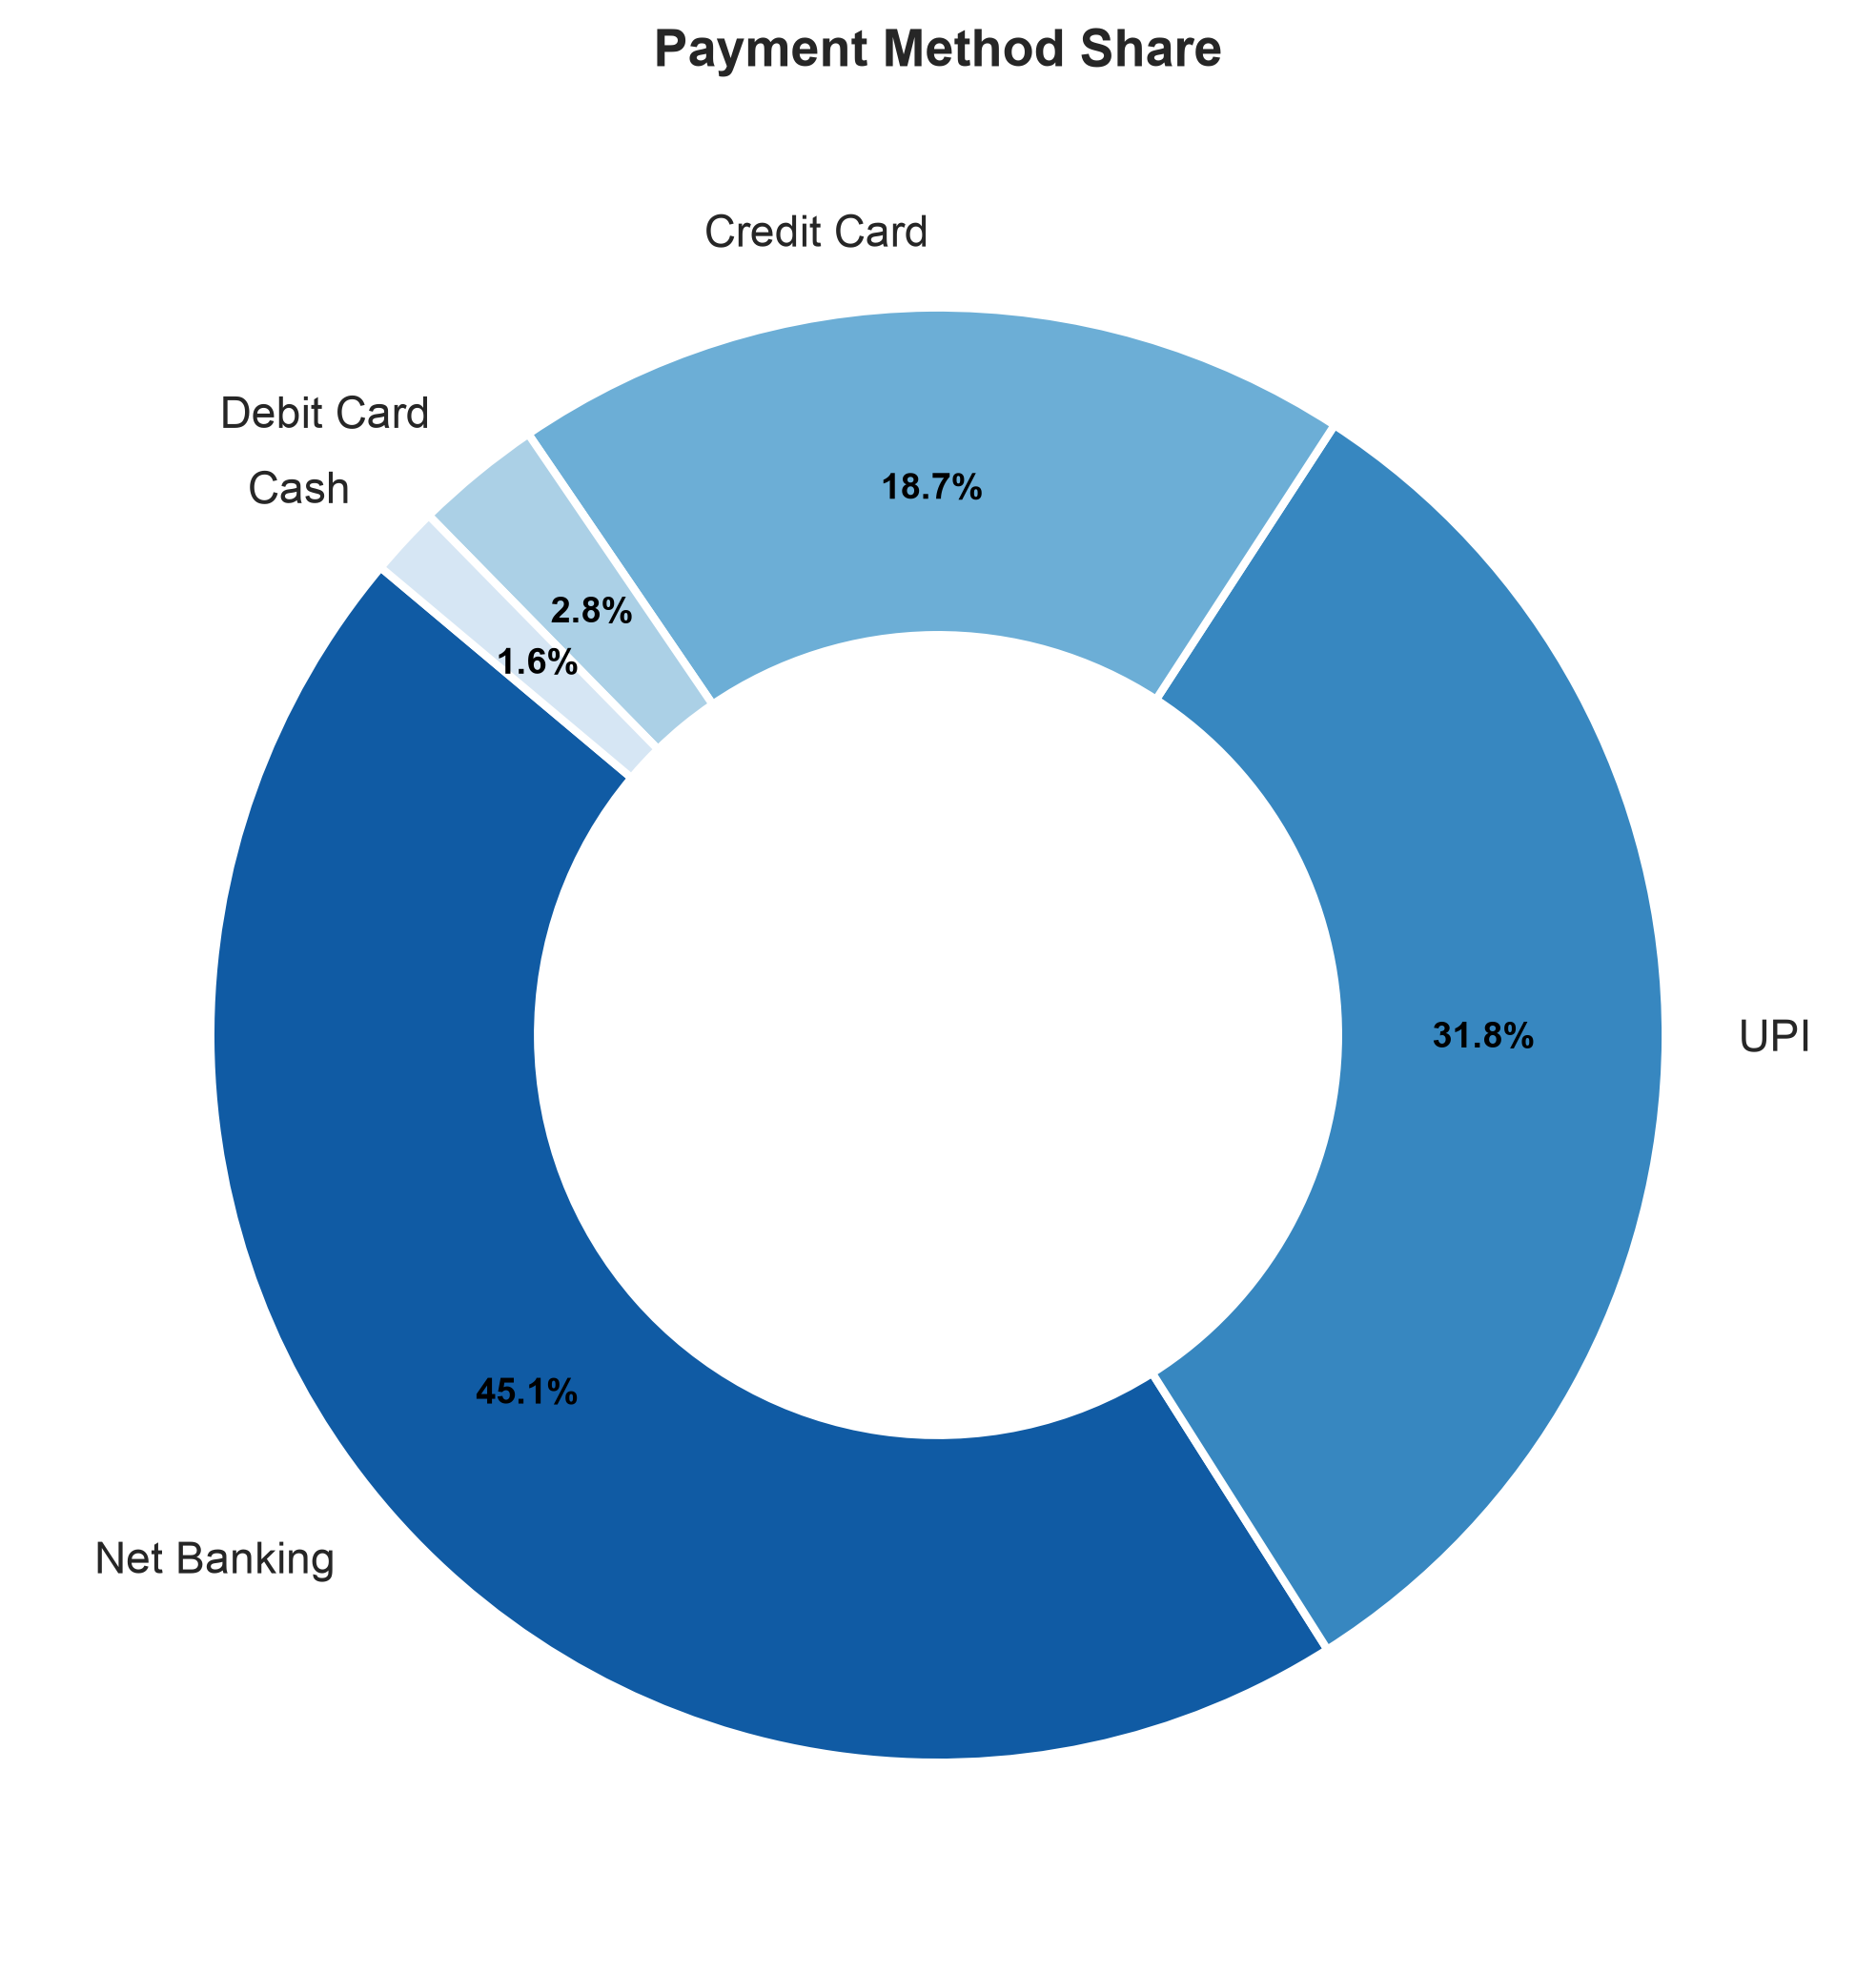 Payment Method Share
Credit Card
Debit Card
Cash
18.7%
2.8%
1.6%
31.8%
UPI
45.1%
Net Banking